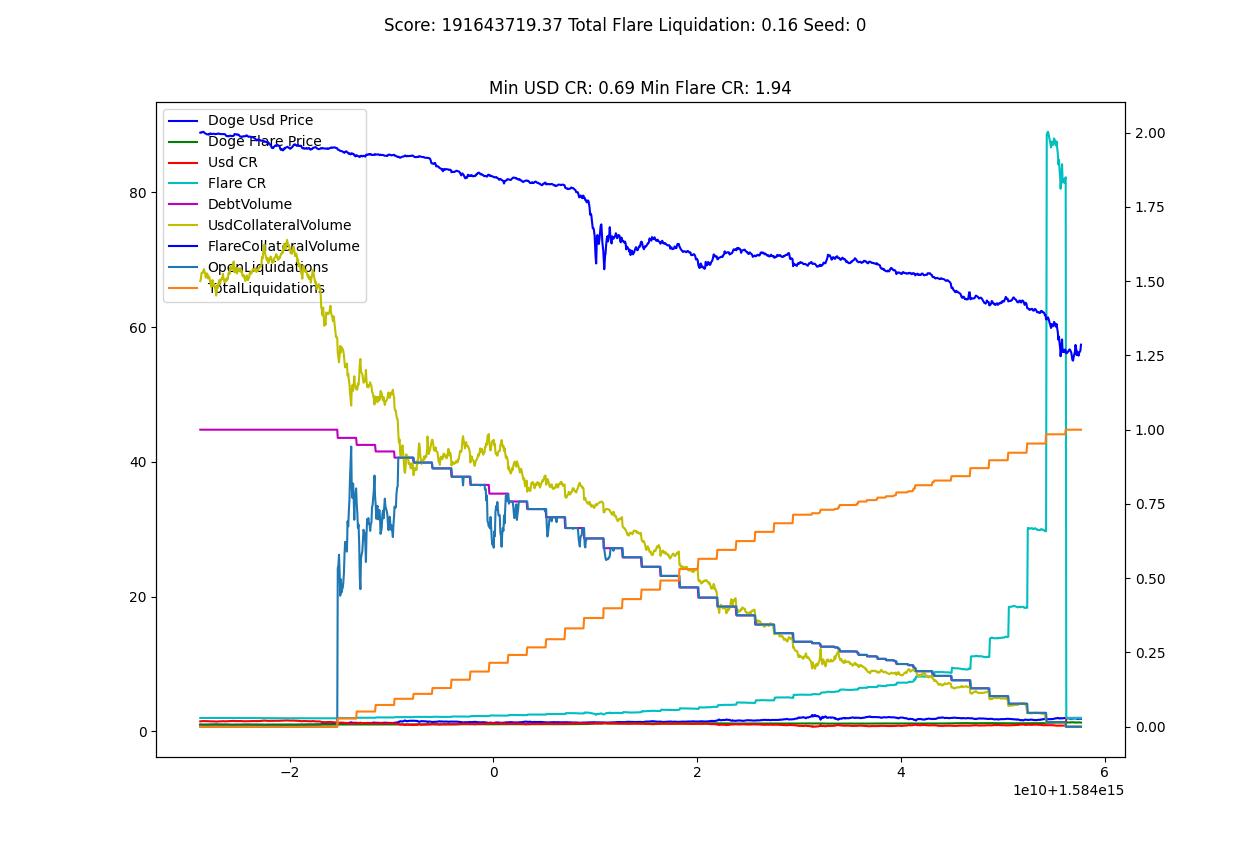 Score: 191643719.37 Total Flare Liquidation: 0.16 Seed: 0
Min USD CR: 0.69 Min Flare CR: 1.94
Doge Usd Price
Doge Flare Price
Usd CR
Flare CR
DebtVolume
UsdCollateralVolume
FlareCollateralVolume
OpenLiquidations
TotalLiquidations
80
60
40
20
0
2.00
1.75
1.50
1.25
1.00
0.75
0.50
0.25
0.00
−2 0 2 4 6
1e10+1.584e15